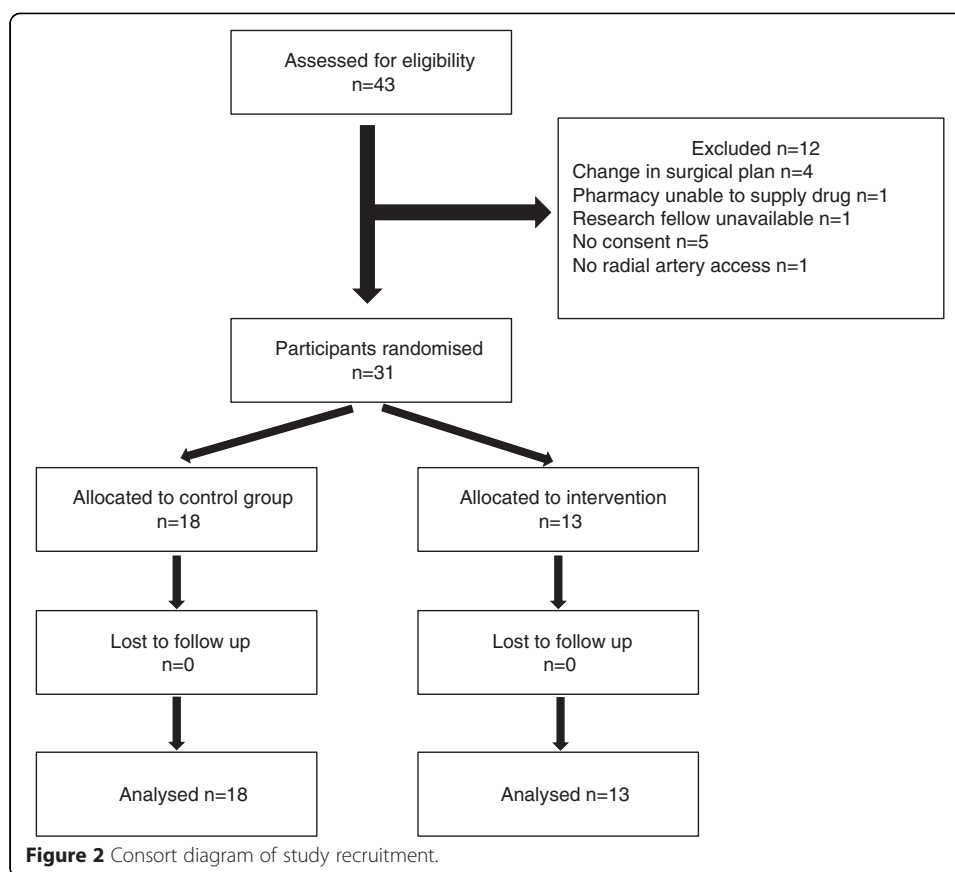 Assessed for eligibility
n=43
Excluded n=12
Change in surgical plan n=4
Pharmacy unable to supply drug n=1
Research fellow unavailable n=1
No consent n=5
No radial artery access n=1
Participants randomised
n=31
Allocated to control group
n=18
Allocated to intervention
n=13
Lost to follow up
n=0
Lost to follow up
n=0
Analysed n=18
Analysed n=13
Figure 2 Consort diagram of study recruitment.